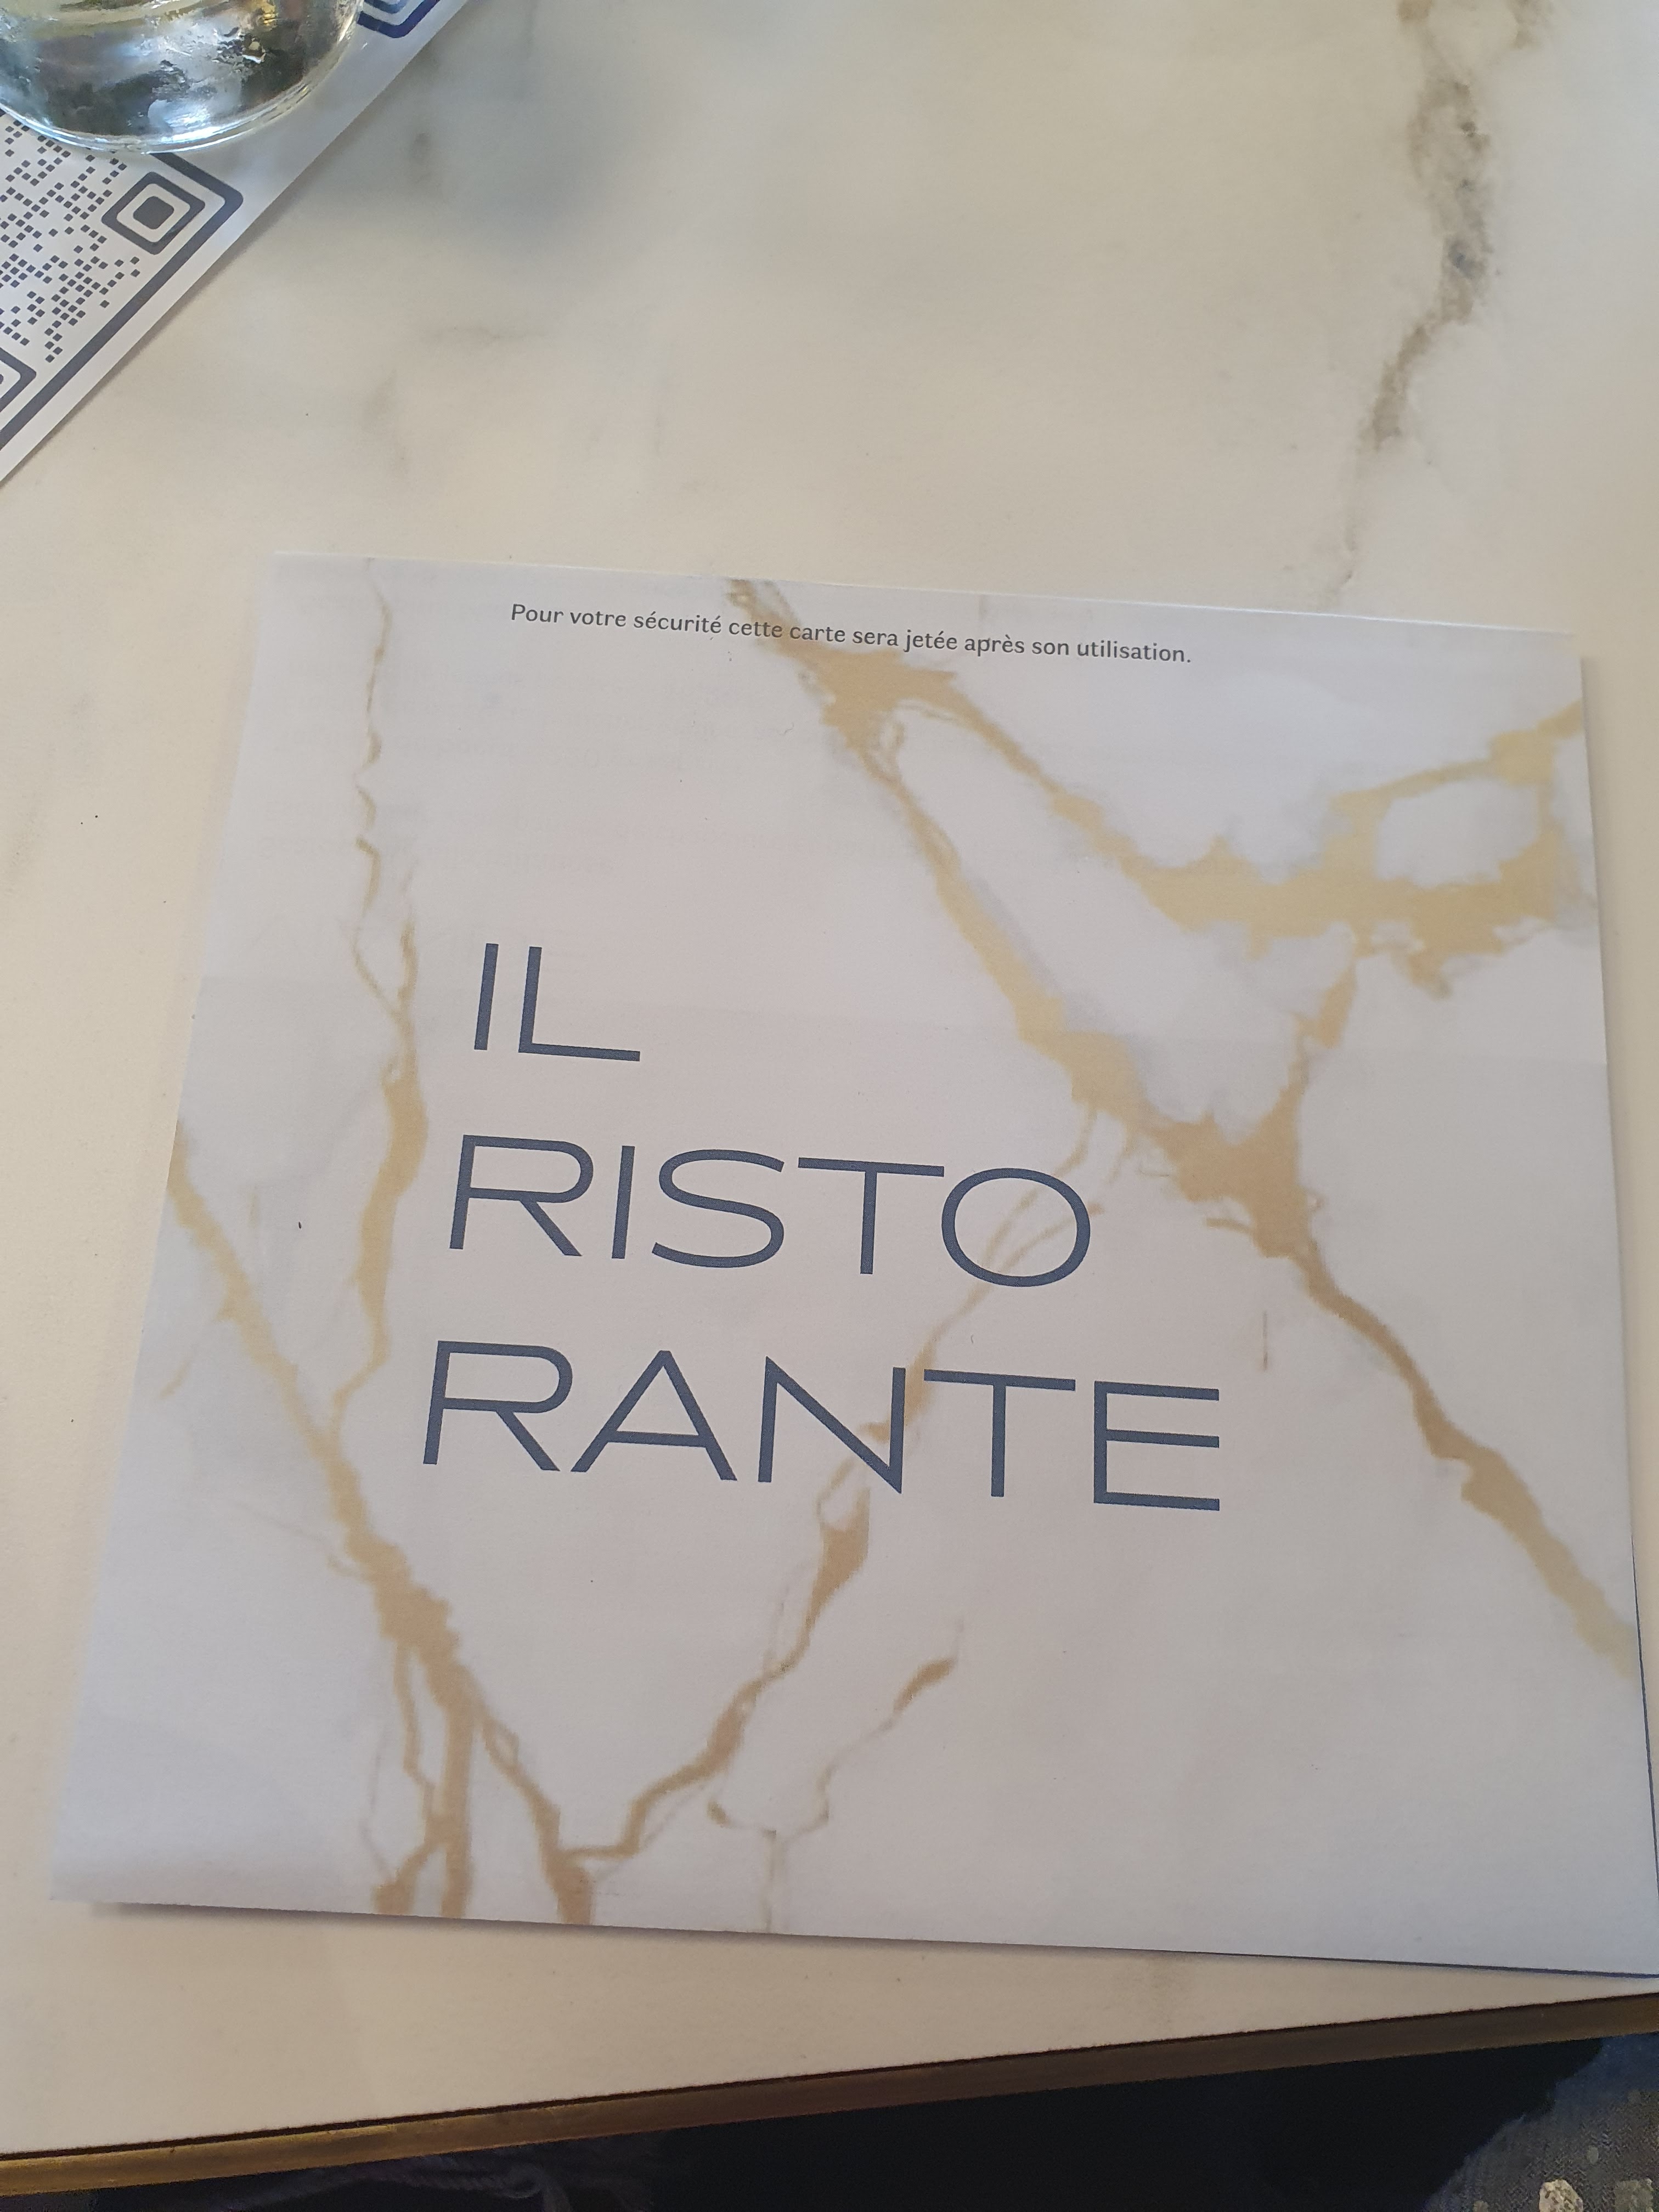 Pour votre sécurité cette carte sera jetée après son utilisation.
IL
RISTO
RANTE